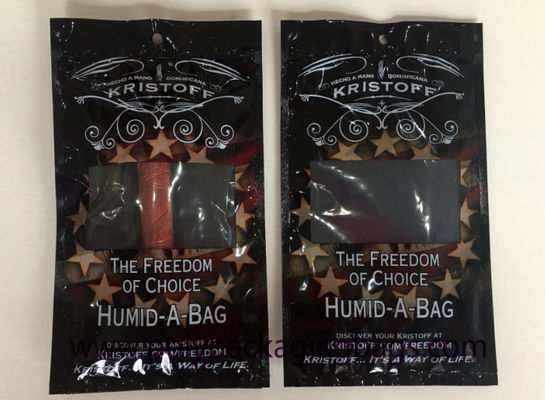 HECHO A MANO DOMINICANA
KRISTOFF
THE FREEDOM
OF CHOICE
HUMID-A-BAG
DISCOVER YOUR KRISTOFF AT
KRISTOFF.COM/FREEDOM
KRISTOFF... IT'S A WAY OF LIFE.
HECHO A MANO DOMINICANA
KRISTOFF
THE FREEDOM
OF CHOICE
HUMID-A-BAG
DISCOVER YOUR KRISTOFF AT
KRISTOFF.COM/FREEDOM
KRISTOFF... IT'S A WAY OF LIFE.